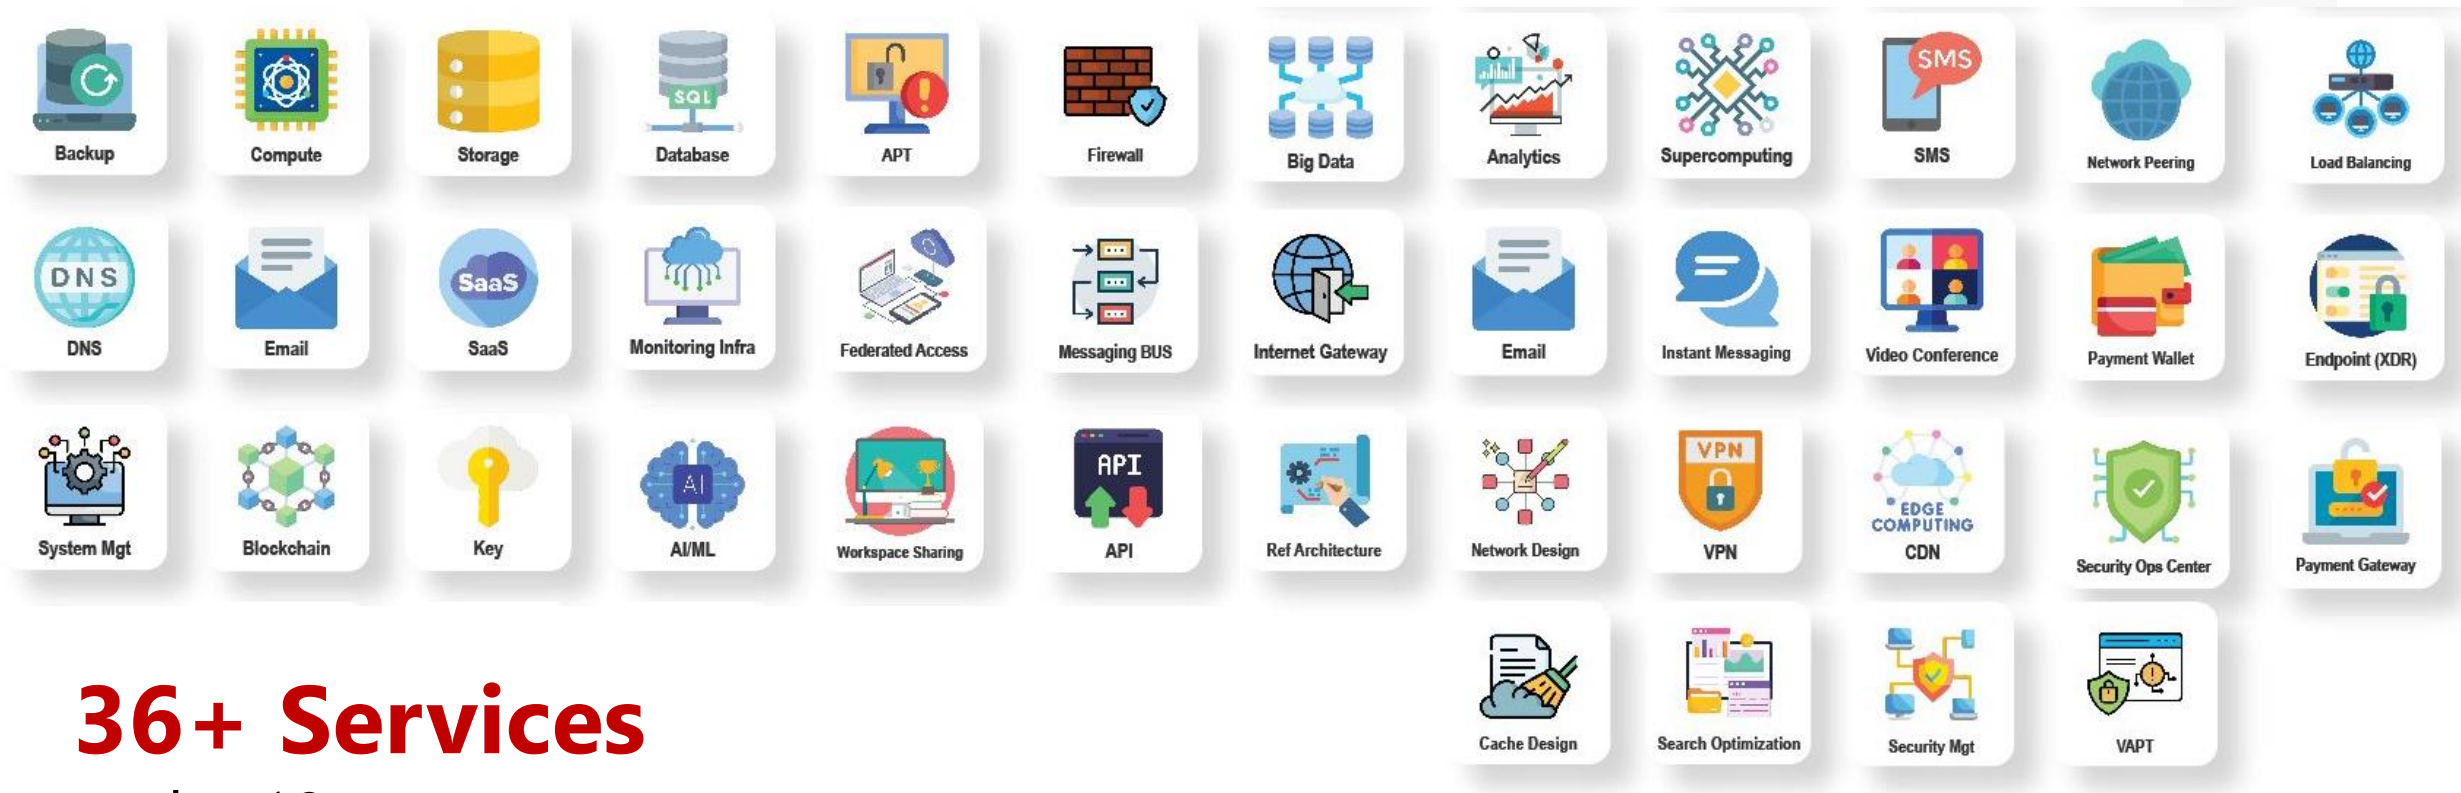 SQL
SMS
Backup
Compute
Storage
Database
APT
Firewall
Big Data
Analytics
Supercomputing
SMS
Network Peering
Load Balancing
DNS
SaaS
DNS
Email
SaaS
Monitoring Infra
Federated Access
Messaging BUS
Internet Gateway
Email
Instant Messaging
Video Conference
Payment Wallet
Endpoint (XDR)
AI
API
VPN
EDGE
COMPUTING
System Mgt
Blockchain
Key
AI/ML
Workspace Sharing
API
Ref Architecture
Network Design
VPN
CDN
Security Ops Center
Payment Gateway
Cache Design
Search Optimization
Security Mgt
VAPT
36+ Services